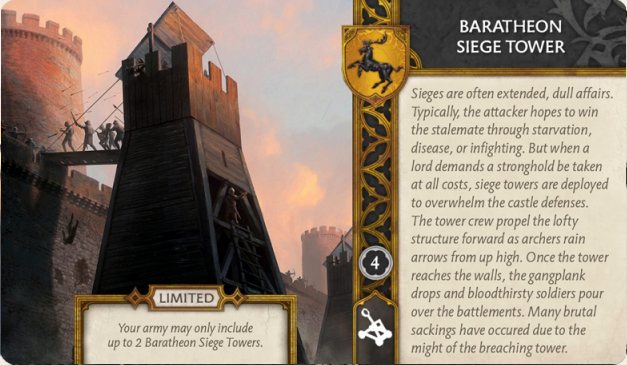 BARATHEON
SIEGE TOWER
Sieges are often extended, dull affairs.
Typically, the attacker hopes to win
the stalemate through starvation,
disease, or infighting. But when a
lord demands a stronghold be taken
at all costs, siege towers are deployed
to overwhelm the castle defenses.
The tower crew propel the lofty
structure forward as archers rain
arrows from up high. Once the tower
reaches the walls, the gangplank
drops and bloodthirsty soldiers pour
over the battlements. Many brutal
sackings have occured due to the
might of the breaching tower.
4
LIMITED
Your army may only include
up to 2 Baratheon Siege Towers.